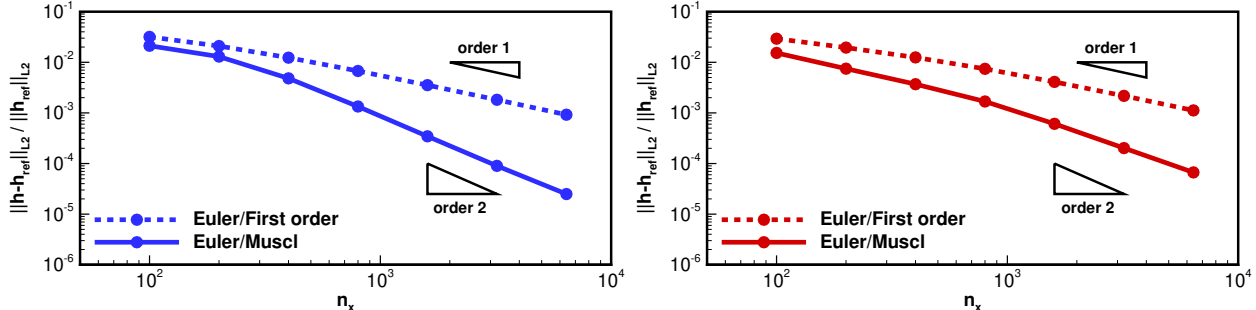 ||h-h_ref||_L2 / ||h_ref||_L2
10^-1
10^-2
10^-3
10^-4
10^-5
10^-6
order 1
order 2
Euler/First order
Euler/Muscl
10^2 10^3 10^4
n_x
||h-h_ref||_L2 / ||h_ref||_L2
10^-1
10^-2
10^-3
10^-4
10^-5
10^-6
order 1
order 2
Euler/First order
Euler/Muscl
10^2 10^3 10^4
n_x